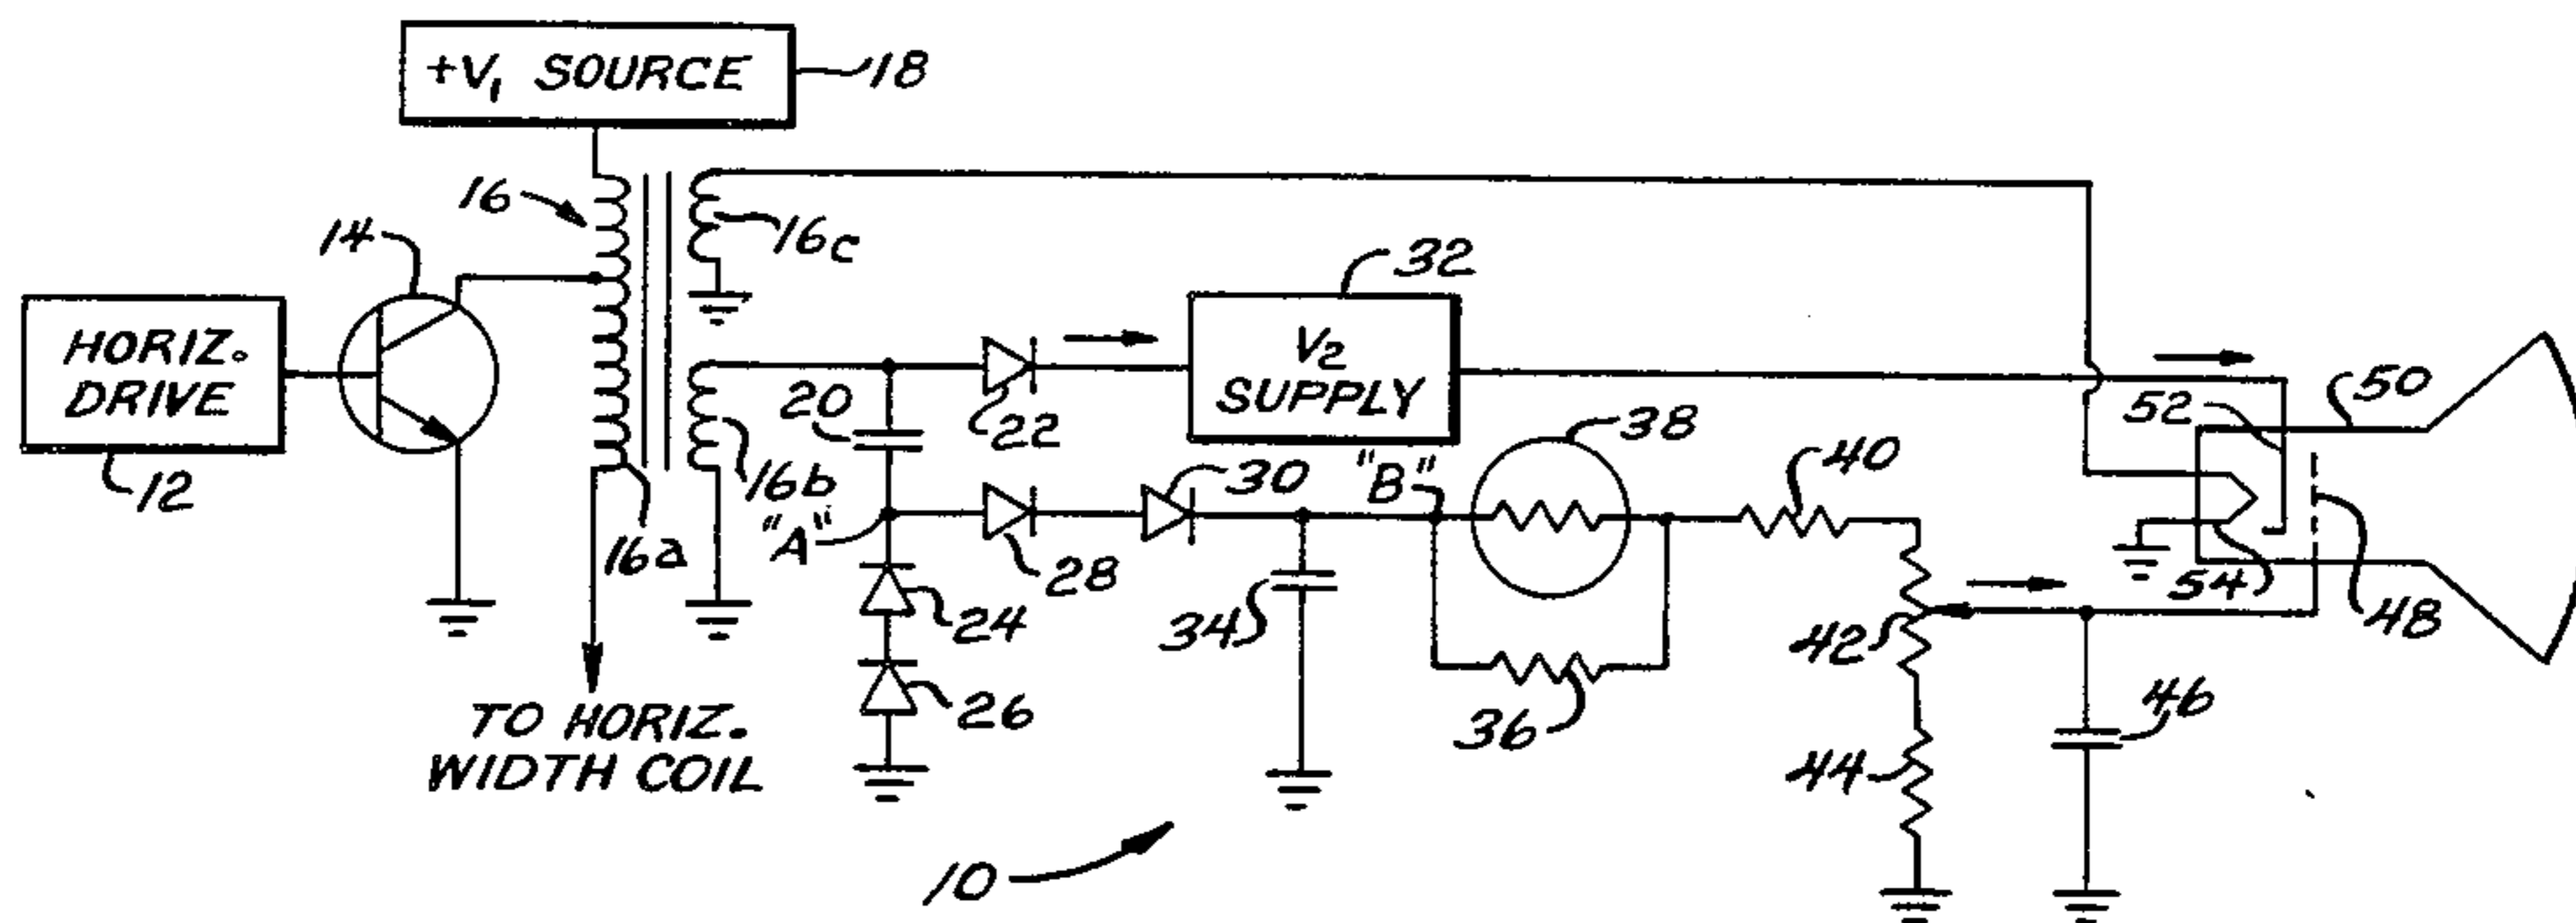 +V₁ SOURCE
18
16
14
16c
32
HORIZ.
DRIVE
V₂
SUPPLY
50
20
22
52
38
12
16b
30
"B"
40
"A"
16a
28
54
24
34
42
48
26
36
46
TO HORIZ.
WIDTH COIL
44
10